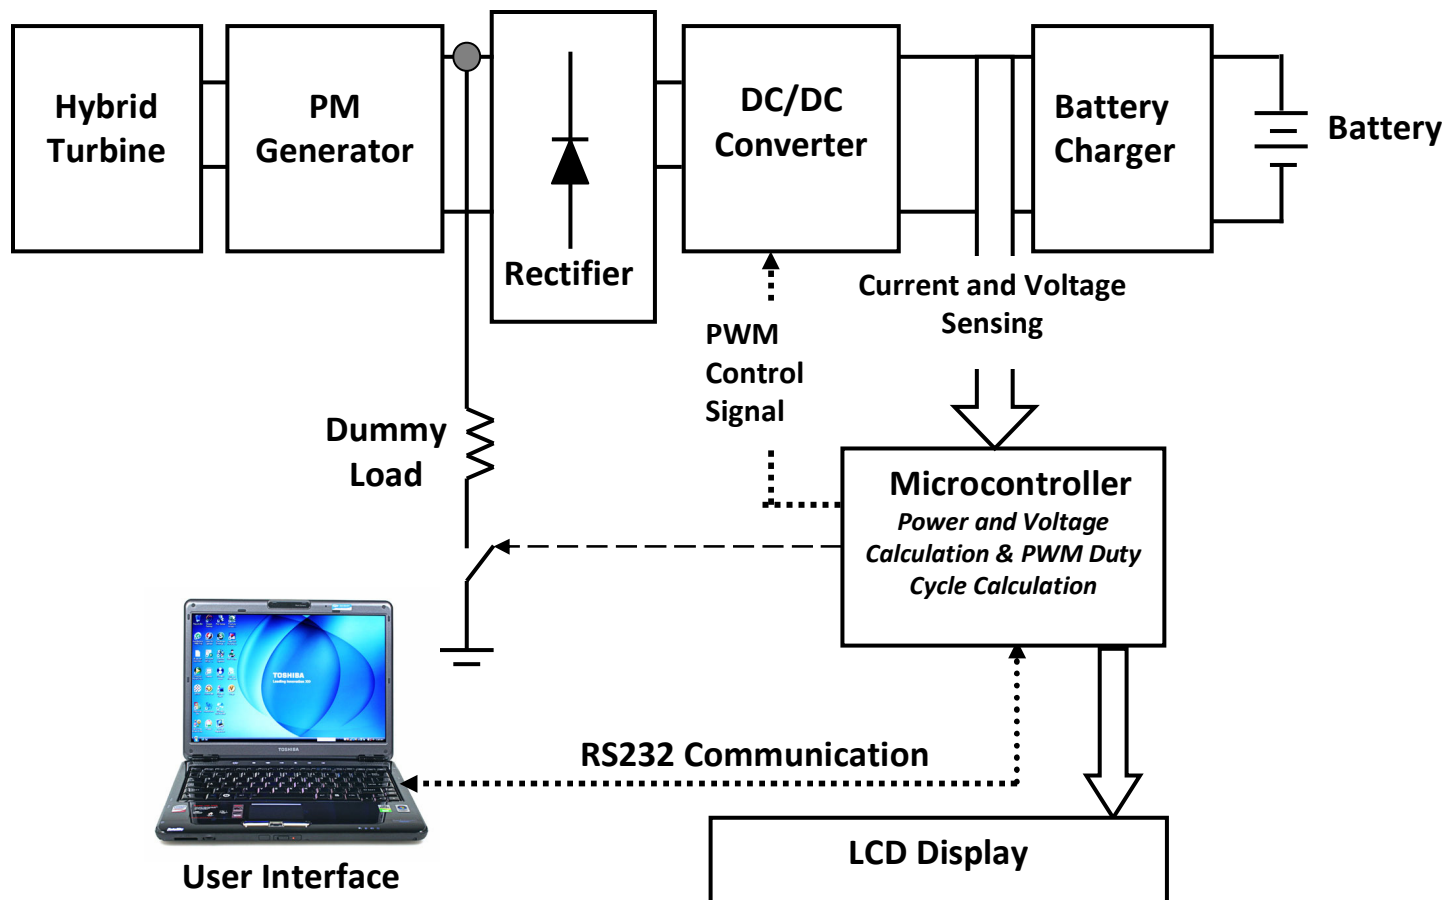 Hybrid
Turbine
PM
Generator
Rectifier
DC/DC
Converter
Battery
Charger
Battery
Current and Voltage
Sensing
PWM
Control
Signal
Dummy
Load
Microcontroller
Power and Voltage
Calculation & PWM Duty
Cycle Calculation
TOSHIBA
TOSHIBA
RS232 Communication
LCD Display
User Interface